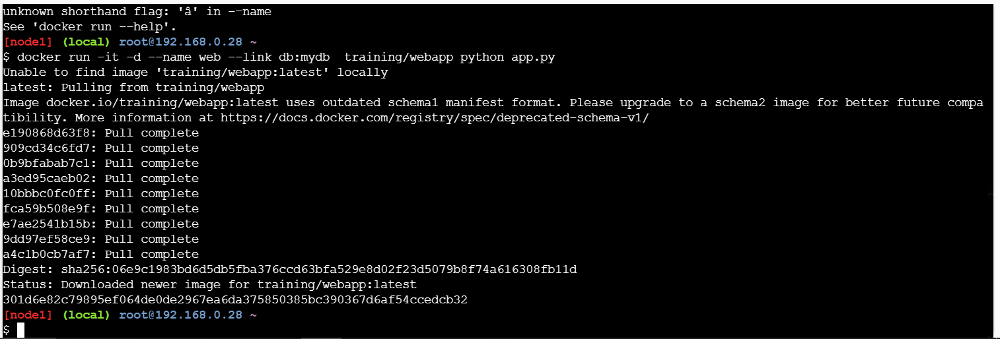 unknown shorthand flag: 'â' in --name
See 'docker run --help'.
[node1] (local) root@192.168.0.28 ~
$ docker run -it -d --name web --link db:mydb  training/webapp python app.py
Unable to find image 'training/webapp:latest' locally
latest: Pulling from training/webapp
Image docker.io/training/webapp:latest uses outdated schema1 manifest format. Please upgrade to a schema2 image for better future compa
tibility. More information at https://docs.docker.com/registry/spec/deprecated-schema-v1/
e190868d63f8: Pull complete
909cd34c6fd7: Pull complete
0b9bfabab7c1: Pull complete
a3ed95caeb02: Pull complete
10bbbc0fc0ff: Pull complete
fca59b508e9f: Pull complete
e7ae2541b15b: Pull complete
9dd97ef58ce9: Pull complete
a4c1b0cb7af7: Pull complete
Digest: sha256:06e9c1983bd6d5db5fba376ccd63bfa529e8d02f23d5079b8f74a616308fb11d
Status: Downloaded newer image for training/webapp:latest
301d6e82c79895ef064de0de2967ea6da375850385bc390367d6af54ccedcb32
[node1] (local) root@192.168.0.28 ~
$